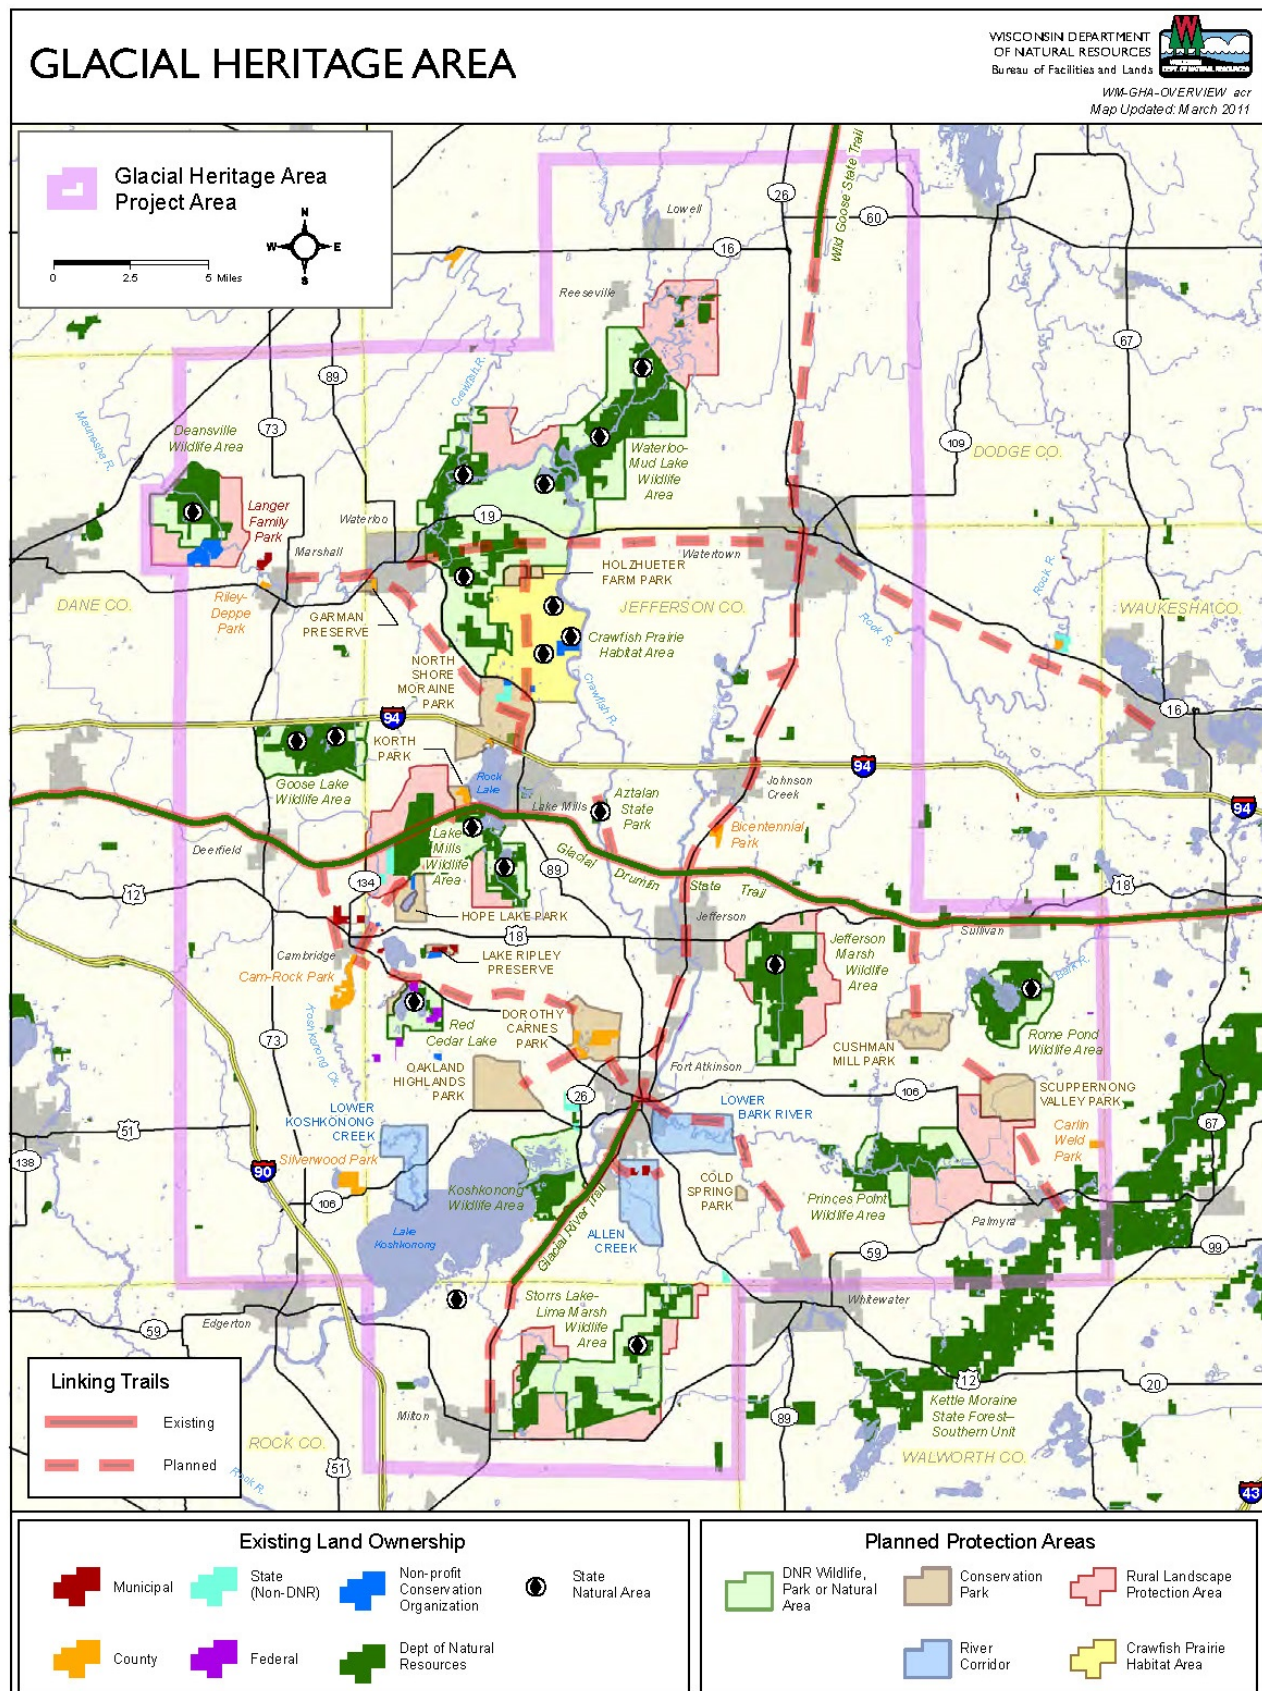 GLACIAL HERITAGE AREA
WISCONSIN DEPARTMENT
OF NATURAL RESOURCES
Bureau of Facilities and Lands
WM-GHA-OVERVIEW acr
Map Updated: March 2011
Glacial Heritage Area
Project Area
N
W
E
S
0
2.5
5 Miles
Wild Goose State Trail
26
60
Lowell
16
Reeseville
67
89
Crawfish R.
73
Maunesha R.
Deansville
Wildlife Area
109
DODGE CO.
Waterloo-
Mud Lake
Wildlife
Area
Langer
Family
Park
Waterloo
19
Marshall
Watertown
HOLZHUETER
FARM PARK
Rock R.
DANE CO.
Riley-
Deppe
Park
GARMAN
PRESERVE
JEFFERSON CO.
WAUKESHA CO.
Rock R.
Crawfish Prairie
Habitat Area
NORTH
SHORE
MORAINE
PARK
Crawfish R.
94
16
KORTH
PARK
Goose Lake
Wildlife Area
Rock
Lake
Lake Mills
Aztalan
State
Park
Johnson
Creek
94
94
Bicentennial
Park
Deerfield
Lake
Mills
Wildlife
Area
Glacial
Drumlin
State
Trail
134
89
12
18
HOPE LAKE PARK
Jefferson
18
Sullivan
Cambridge
LAKE RIPLEY
PRESERVE
Jefferson
Marsh
Wildlife
Area
Cam-Rock Park
Bark R.
Koshkonong Ck.
DOROTHY
CARNES
PARK
Red
Cedar Lake
73
CUSHMAN
MILL PARK
Rome Pond
Wildlife Area
OAKLAND
HIGHLANDS
PARK
Fort Atkinson
26
106
SCUPPERNONG
VALLEY PARK
LOWER
KOSHKONONG
CREEK
LOWER
BARK RIVER
51
67
Carlin
Weld
Park
138
Silverwood Park
90
COLD
SPRING
PARK
106
Koshkonong
Wildlife Area
Princes Point
Wildlife Area
Palmyra
Lake
Koshkonong
Glacial River Trail
ALLEN
CREEK
59
99
Storrs Lake-
Lima Marsh
Wildlife
Area
Whitewater
Edgerton
59
Linking Trails
Existing
Planned
12
20
Kettle Moraine
State Forest–
Southern Unit
Milton
89
ROCK CO.
WALWORTH CO.
51
Rock R.
43
Existing Land Ownership
Municipal
State
(Non-DNR)
Non-profit
Conservation
Organization
State
Natural Area
County
Federal
Dept of Natural
Resources
Planned Protection Areas
DNR Wildlife,
Park or Natural
Area
Conservation
Park
Rural Landscape
Protection Area
River
Corridor
Crawfish Prairie
Habitat Area